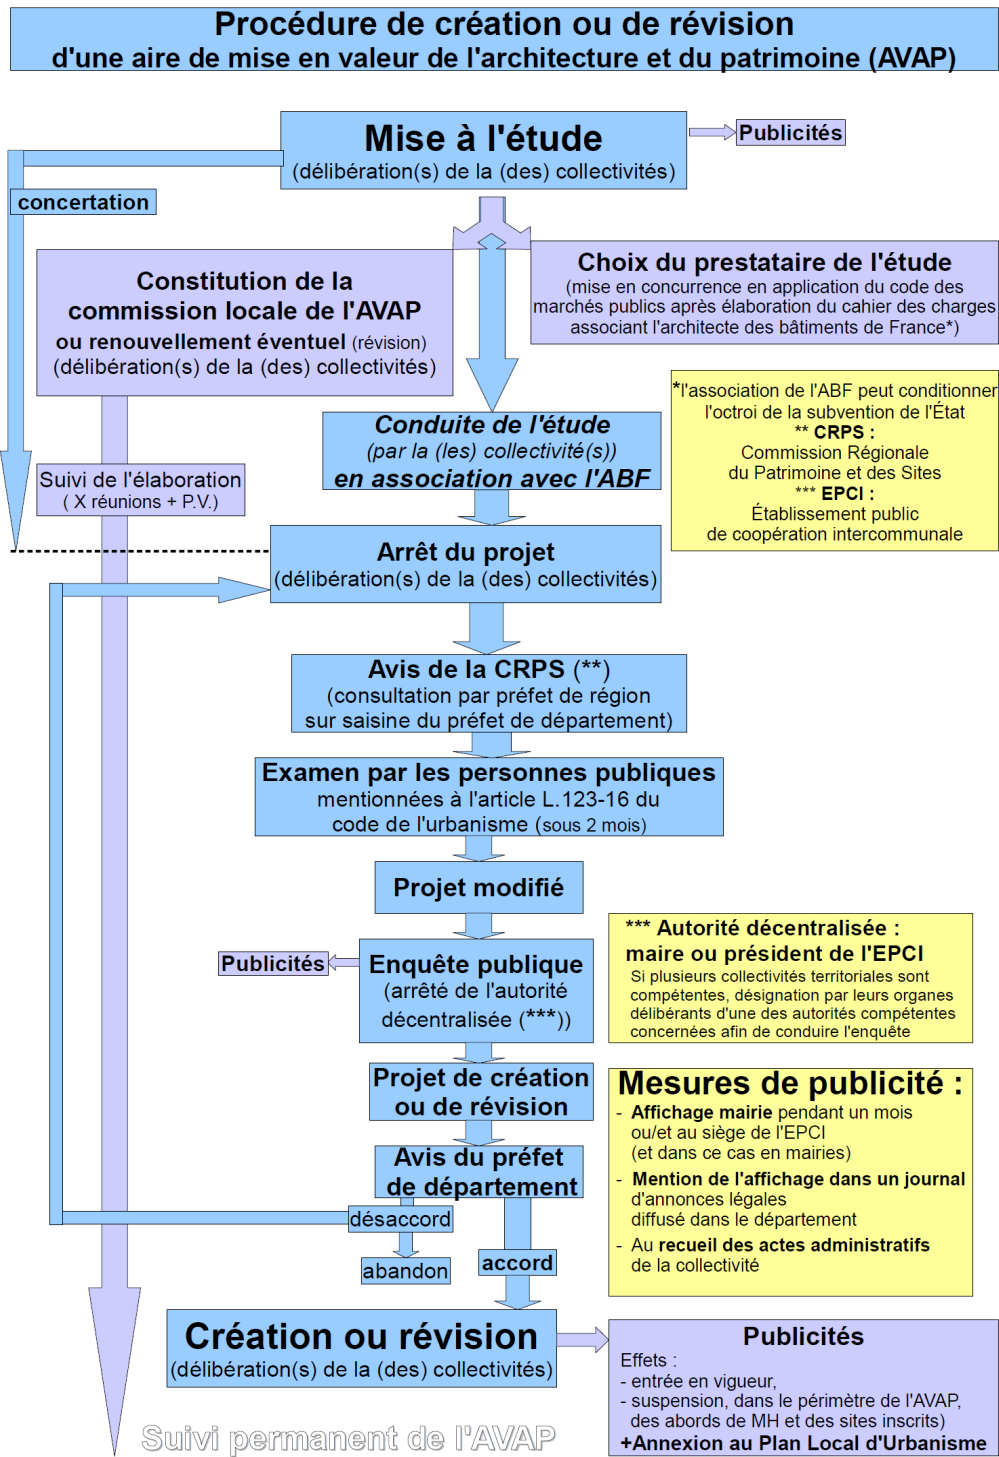 Procédure de création ou de révision
d'une aire de mise en valeur de l'architecture et du patrimoine (AVAP)
Mise à l'étude
(délibération(s) de la (des) collectivités)
Publicités
concertation
Constitution de la
commission locale de l'AVAP
ou renouvellement éventuel (révision)
(délibération(s) de la (des) collectivités)
Choix du prestataire de l'étude
(mise en concurrence en application du code des
marchés publics après élaboration du cahier des charges
associant l'architecte des bâtiments de France*)
*l'association de l'ABF peut conditionner
l'octroi de la subvention de l'État
** CRPS :
Commission Régionale
du Patrimoine et des Sites
*** EPCI :
Établissement public
de coopération intercommunale
Conduite de l'étude
(par la (les) collectivité(s))
en association avec l'ABF
Suivi de l'élaboration
( X réunions + P.V.)
Arrêt du projet
(délibération(s) de la (des) collectivités)
Avis de la CRPS (**)
(consultation par préfet de région
sur saisine du préfet de département)
Examen par les personnes publiques
mentionnées à l'article L.123-16 du
code de l'urbanisme (sous 2 mois)
Projet modifié
Publicités
Enquête publique
(arrêté de l'autorité
décentralisée (***))
*** Autorité décentralisée :
maire ou président de l'EPCI
Si plusieurs collectivités territoriales sont
compétentes, désignation par leurs organes
délibérants d'une des autorités compétentes
concernées afin de conduire l'enquête
Projet de création
ou de révision
Avis du préfet
de département
désaccord
abandon
accord
Mesures de publicité :
- Affichage mairie pendant un mois
ou/et au siège de l'EPCI
(et dans ce cas en mairies)
- Mention de l'affichage dans un journal
d'annonces légales
diffusé dans le département
- Au recueil des actes administratifs
de la collectivité
Création ou révision
(délibération(s) de la (des) collectivités)
Publicités
Effets :
- entrée en vigueur,
- suspension, dans le périmètre de l'AVAP,
des abords de MH et des sites inscrits)
+Annexion au Plan Local d'Urbanisme
Suivi permanent de l'AVAP